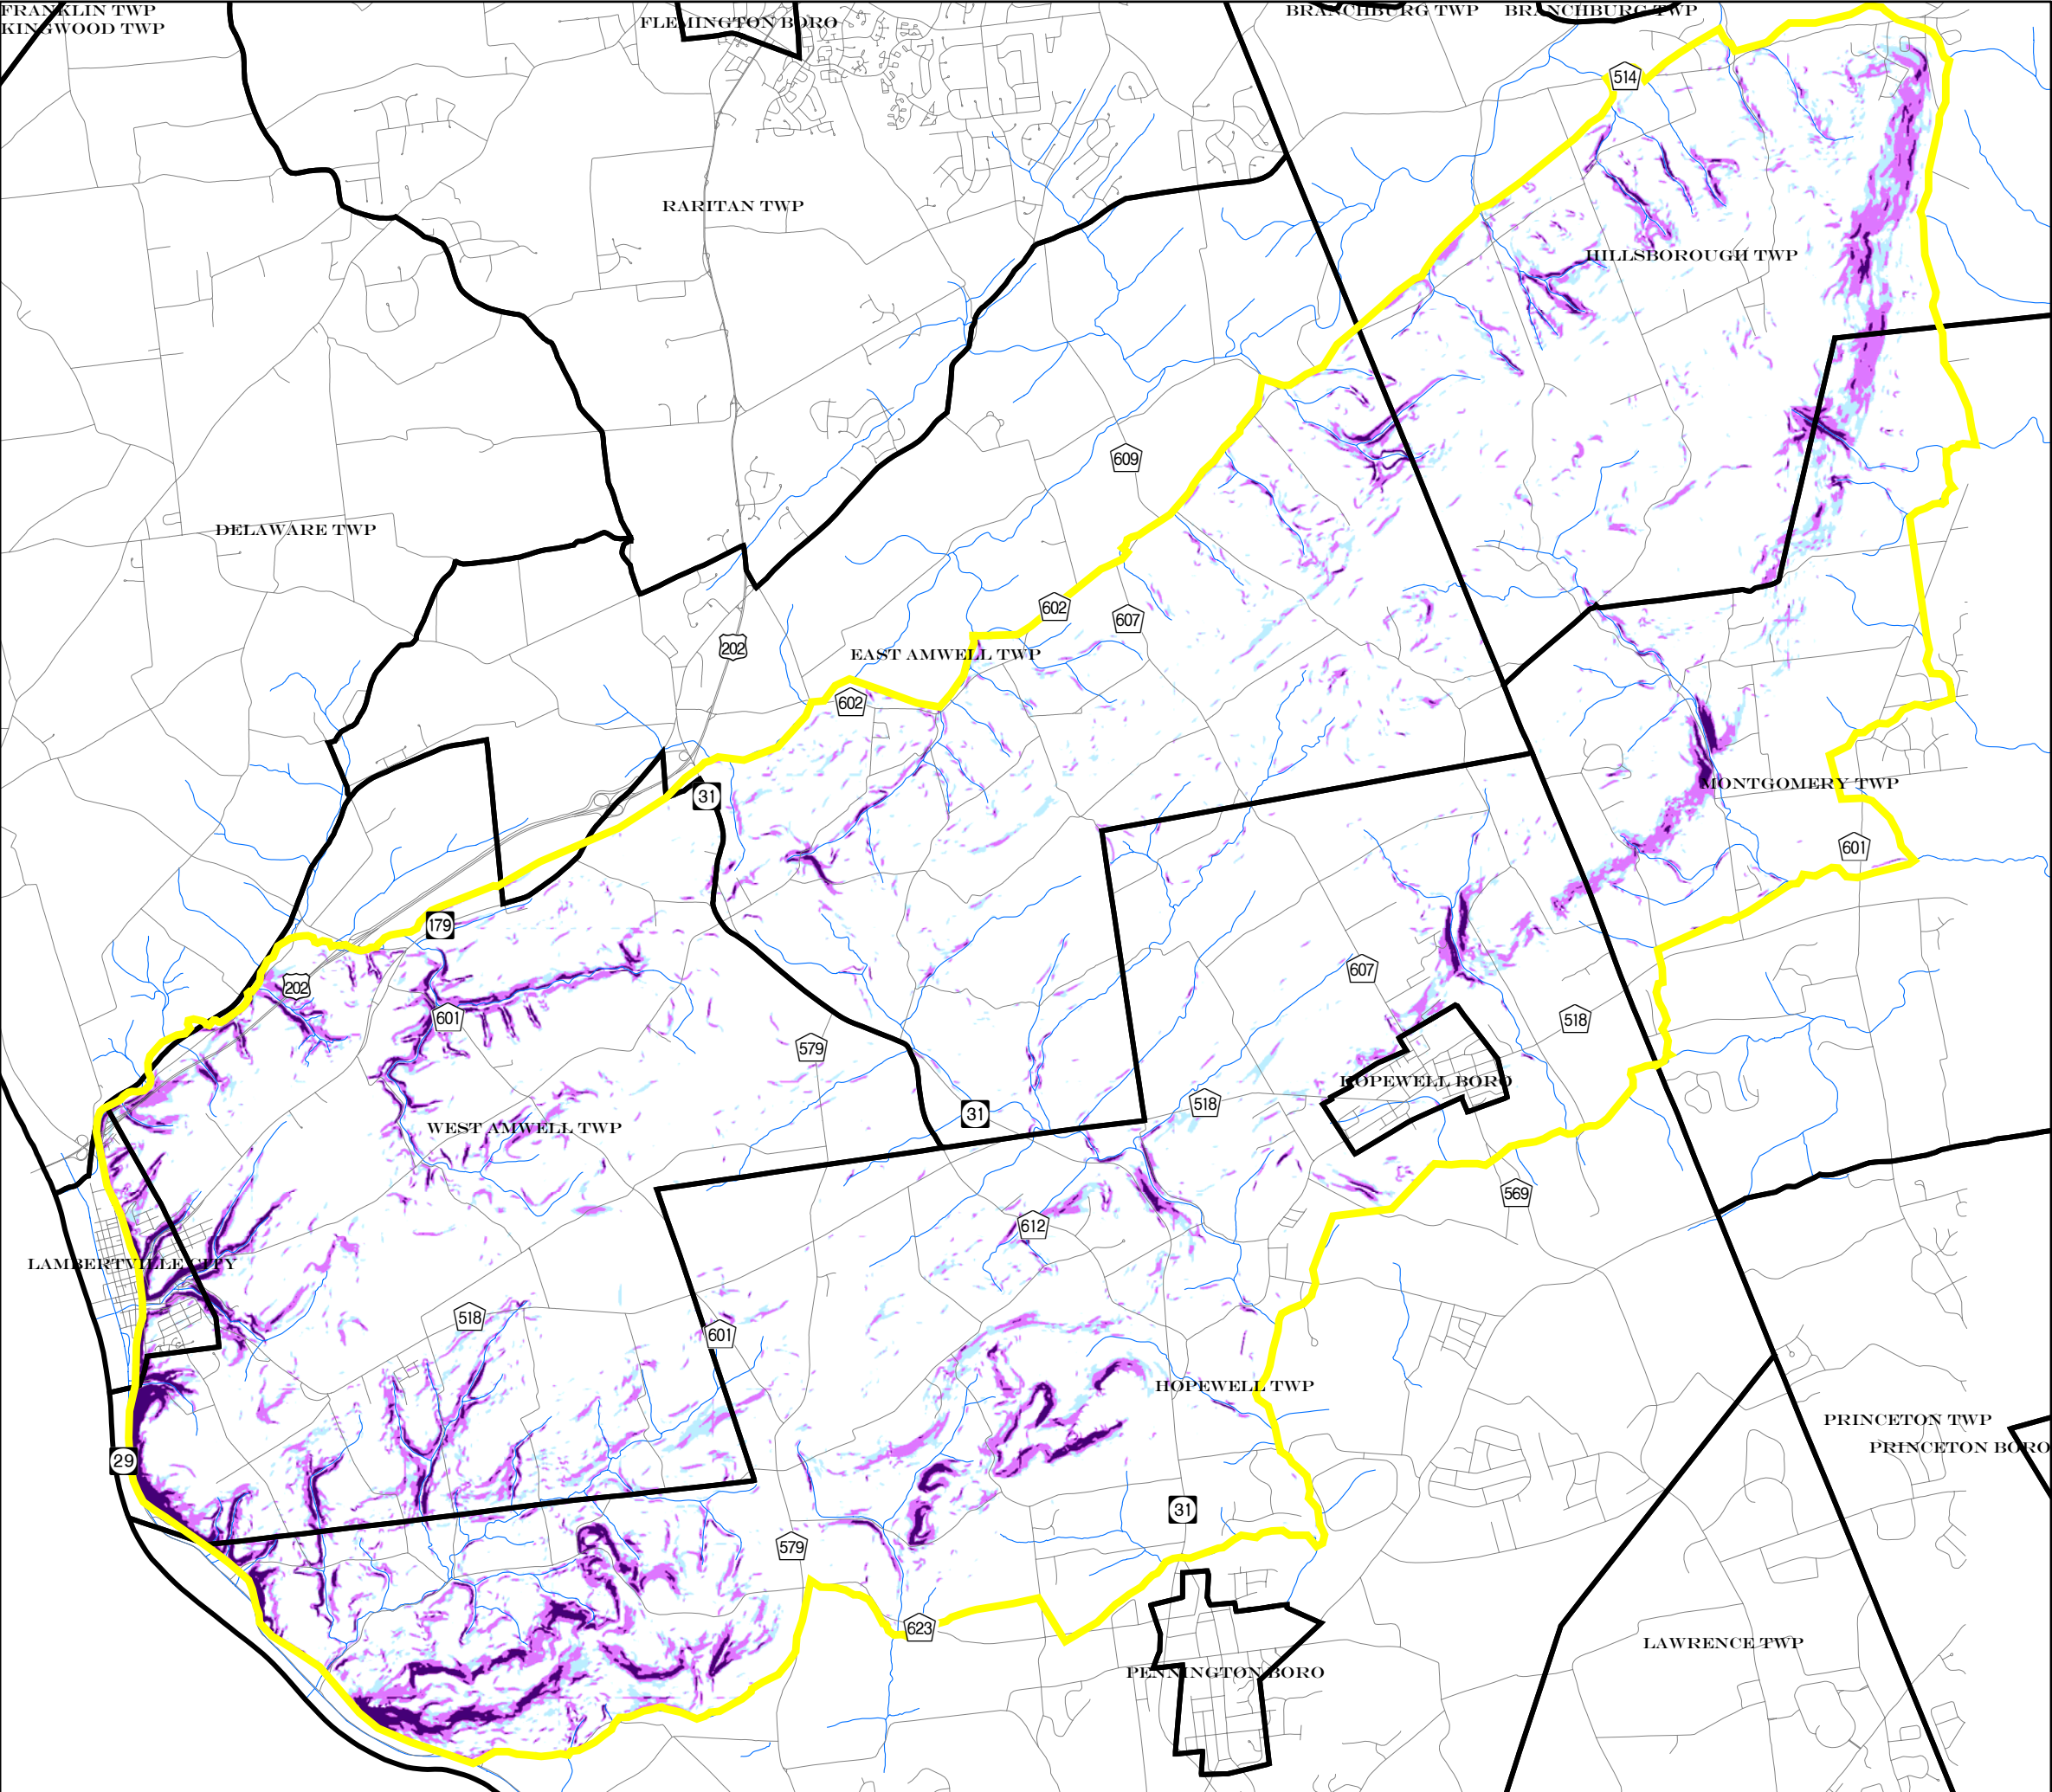 FRANKLIN TWP
KINGWOOD TWP
FLEMINGTON BORO
BRANCHBURG TWP
BRANCHBURG TWP
514
RARITAN TWP
HILLSBOROUGH TWP
609
DELAWARE TWP
602
607
202
EAST AMWELL TWP
602
MONTGOMERY TWP
31
601
179
607
202
601
518
579
HOPEWELL BORO
518
31
WEST AMWELL TWP
569
612
LAMBERTVILLE CITY
518
601
HOPEWELL TWP
PRINCETON TWP
PRINCETON BORO
29
31
579
623
LAWRENCE TWP
PENNINGTON BORO